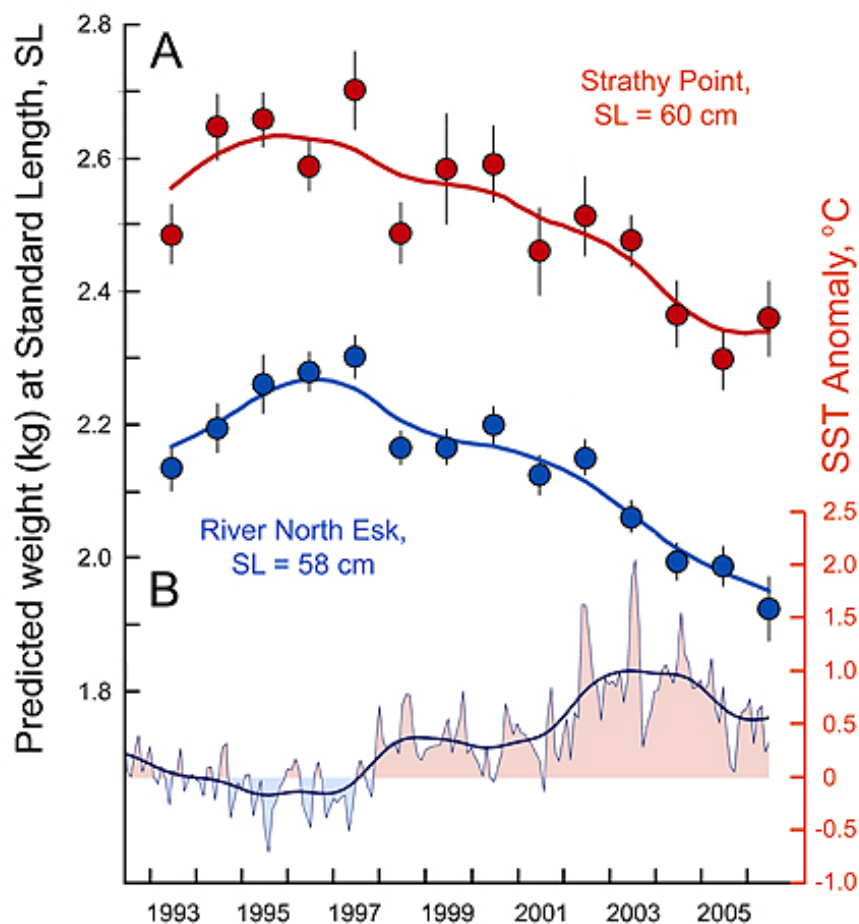 Predicted weight (kg) at Standard Length, SL
2.8
2.6
2.4
2.2
2.0
1.8
A
Strathy Point,
SL = 60 cm
River North Esk,
SL = 58 cm
B
SST Anomaly, °C
2.5
2.0
1.5
1.0
0.5
0
-0.5
-1.0
1993 1995 1997 1999 2001 2003 2005